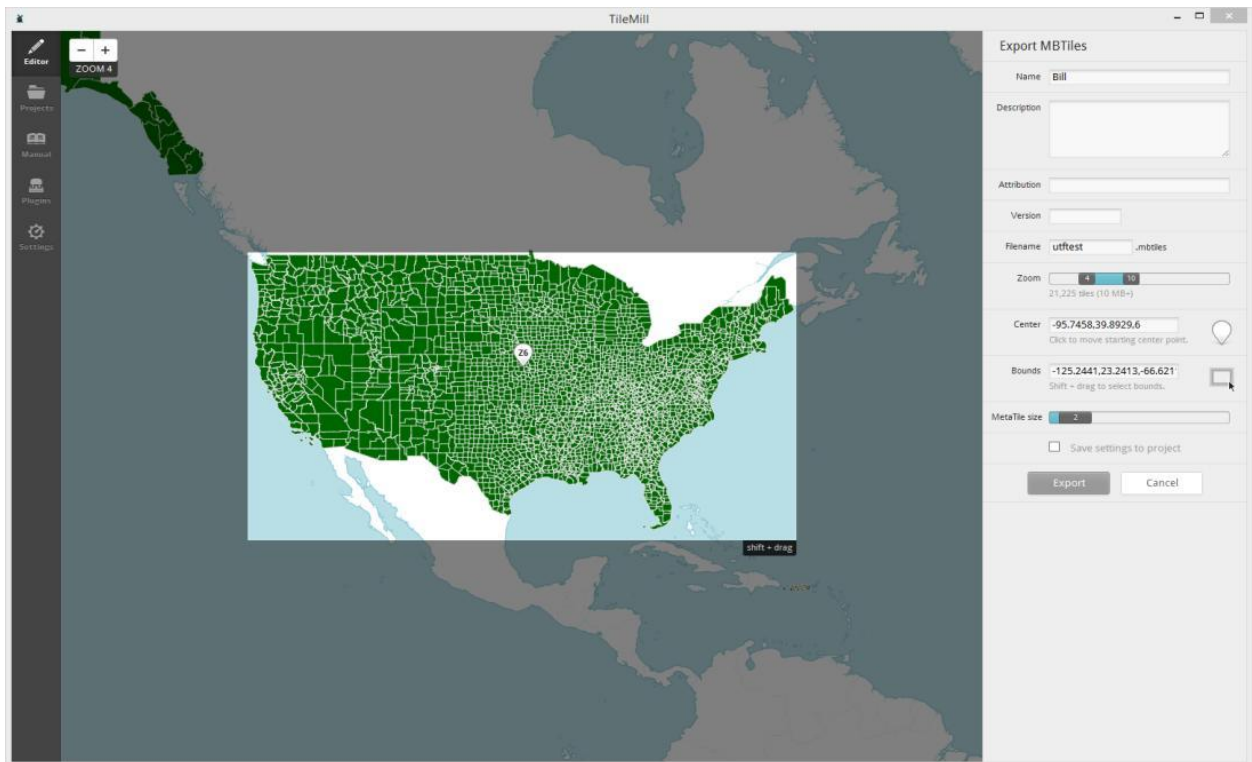 TileMill
Editor
Projects
Manual
Plugins
Settings
− +
ZOOM 4
Z6
shift + drag
Export MBTiles
Name Bill
Description
Attribution
Version
Filename utftest .mbtiles
Zoom 4 10
21,225 tiles (10 MB+)
Center -95.7458,39.8929,6
Click to move starting center point.
Bounds -125.2441,23.2413,-66.621
Shift + drag to select bounds.
MetaTile size 2
Save settings to project
Export Cancel